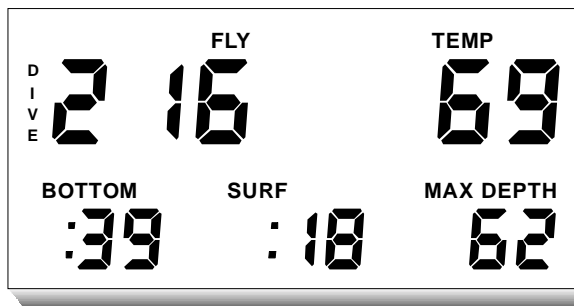 FLY TEMP
DIVE 2 16 69
BOTTOM SURF MAX DEPTH
:39 :18 62